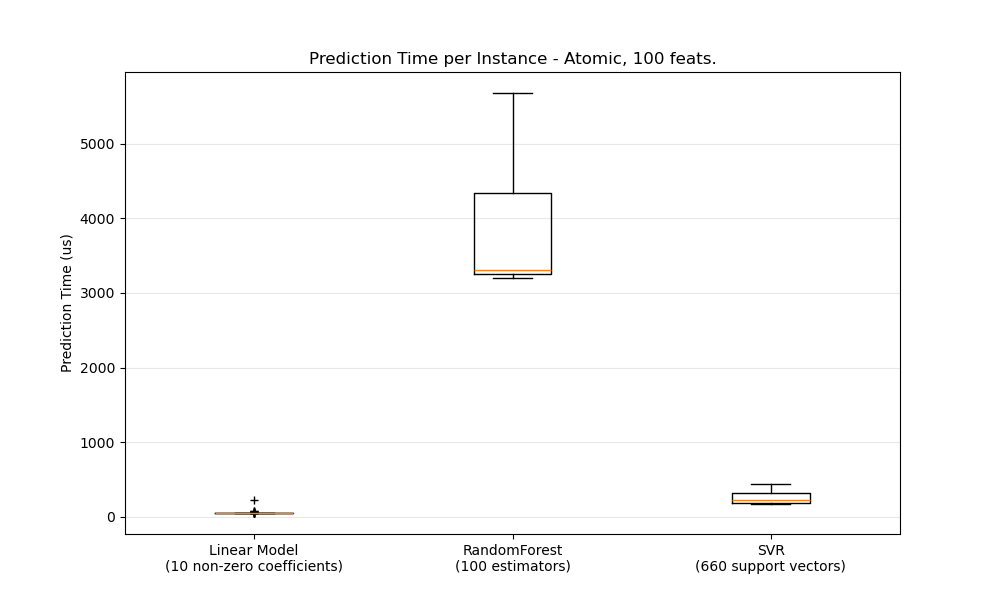 Prediction Time per Instance - Atomic, 100 feats.
Prediction Time (us)
5000
4000
3000
2000
1000
0
Linear Model
(10 non-zero coefficients)
RandomForest
(100 estimators)
SVR
(660 support vectors)